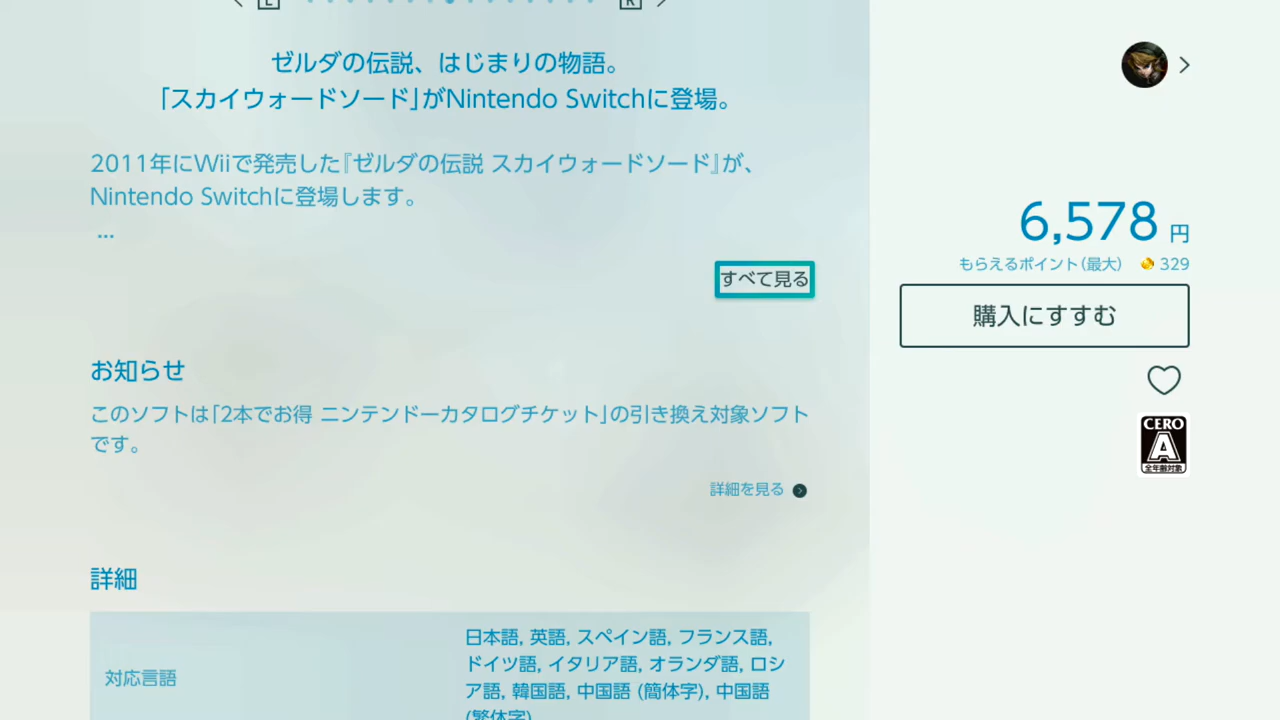 L R
ゼルダの伝説、はじまりの物語。
「スカイウォードソード」がNintendo Switchに登場。
2011年にWiiで発売した『ゼルダの伝説 スカイウォードソード』が、
Nintendo Switchに登場します。
...
すべて見る
お知らせ
このソフトは「2本でお得 ニンテンドーカタログチケット」の引き換え対象ソフト
です。
詳細を見る
詳細
対応言語
日本語, 英語, スペイン語, フランス語,
ドイツ語, イタリア語, オランダ語, ロシ
ア語, 韓国語, 中国語 (簡体字), 中国語
(繁体字)
6,578 円
もらえるポイント(最大) 329
購入にすすむ
CERO
A
全年齢対象